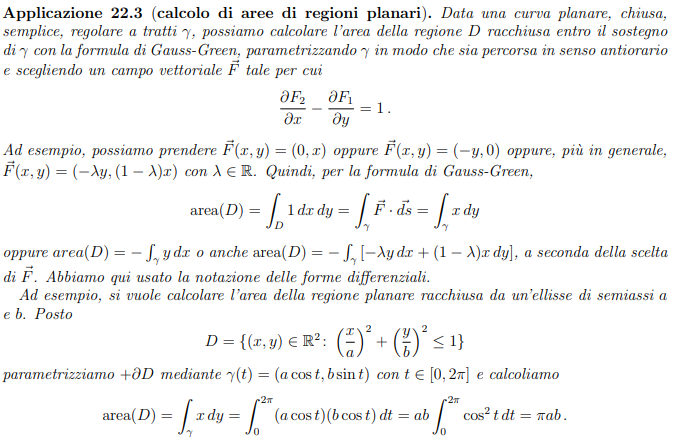 Applicazione 22.3 (calcolo di aree di regioni planari). Data una curva planare, chiusa,
semplice, regolare a tratti γ, possiamo calcolare l'area della regione D racchiusa entro il sostegno
di γ con la formula di Gauss-Green, parametrizzando γ in modo che sia percorsa in senso antiorario
e scegliendo un campo vettoriale $\vec{F}$ tale per cui
$$\frac{\partial F_2}{\partial x} - \frac{\partial F_1}{\partial y} = 1\,.$$
Ad esempio, possiamo prendere $\vec{F}(x, y) = (0, x)$ oppure $\vec{F}(x, y) = (-y, 0)$ oppure, più in generale,
$\vec{F}(x, y) = (-\lambda y, (1 - \lambda)x)$ con $\lambda \in \mathbb{R}$. Quindi, per la formula di Gauss-Green,
$$\text{area}(D) = \int_D 1\, dx\, dy = \int_\gamma \vec{F} \cdot \vec{ds} = \int_\gamma x\, dy$$
oppure area(D) = $-\int_\gamma y\, dx$ o anche area(D) = $-\int_\gamma [-\lambda y\, dx + (1 - \lambda)x\, dy]$, a seconda della scelta
di $\vec{F}$. Abbiamo qui usato la notazione delle forme differenziali.
Ad esempio, si vuole calcolare l'area della regione planare racchiusa da un'ellisse di semiassi a
e b. Posto
$$D = \{(x, y) \in \mathbb{R}^2 : \left(\frac{x}{a}\right)^2 + \left(\frac{y}{b}\right)^2 \leq 1\}$$
parametrizziamo $+\partial D$ mediante $\gamma(t) = (a \cos t, b \sin t)$ con $t \in [0, 2\pi]$ e calcoliamo
$$\text{area}(D) = \int_\gamma x\, dy = \int_0^{2\pi} (a \cos t)(b \cos t)\, dt = ab \int_0^{2\pi} \cos^2 t\, dt = \pi ab\,.$$